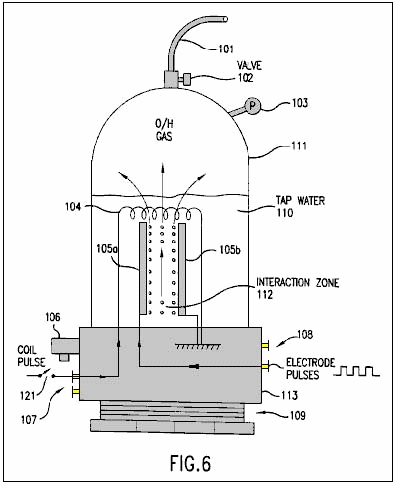 101
VALVE
102
P
103
O/H
GAS
111
104
TAP WATER
110
105a
105b
INTERACTION ZONE
112
106
108
COIL
PULSE
ELECTRODE
PULSES
121
107
113
109
FIG.6